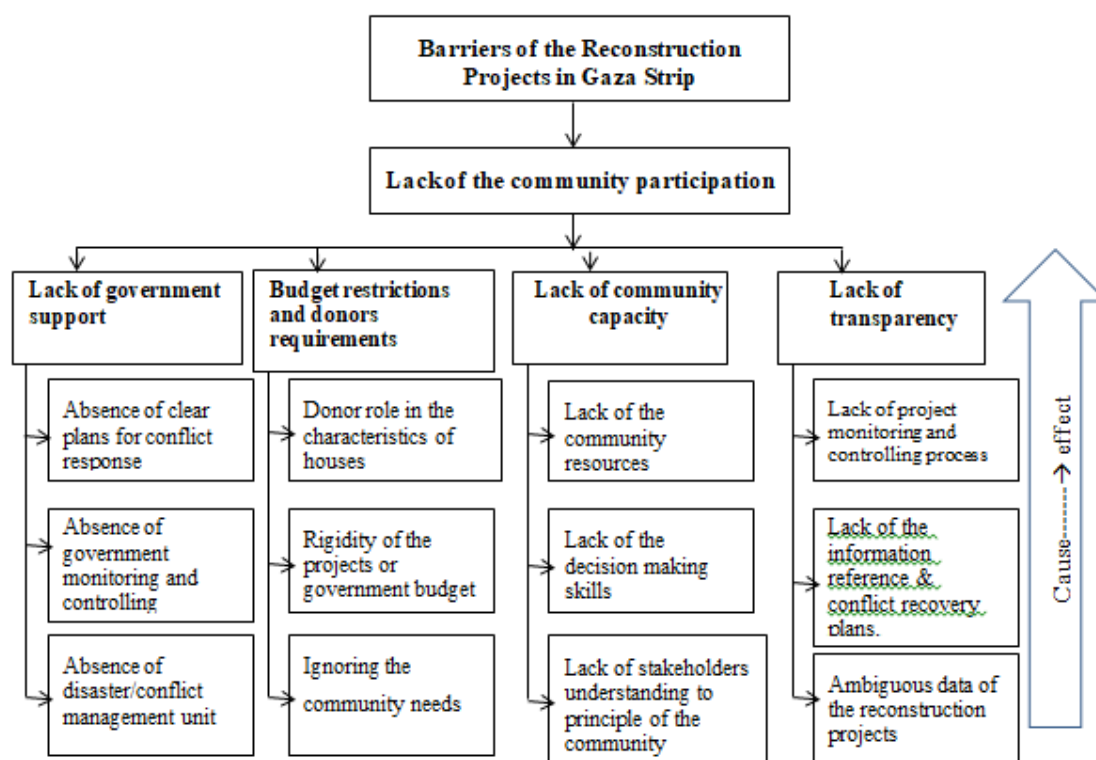 Barriers of the Reconstruction
Projects in Gaza Strip
Lack of the community participation
Lack of government
support
Budget restrictions
and donors
requirements
Lack of community
capacity
Lack of
transparency
Absence of clear
plans for conflict
response
Donor role in the
characteristics of
houses
Lack of the
community
resources
Lack of project
monitoring and
controlling process
Absence of
government
monitoring and
controlling
Rigidity of the
projects or
government budget
Lack of the
decision making
skills
Lack of the
information
reference &
conflict recovery
plans.
Absence of
disaster/conflict
management unit
Ignoring the
community needs
Lack of stakeholders
understanding to
principle of the
community
Ambiguous data of
the reconstruction
projects
Cause-------→ effect